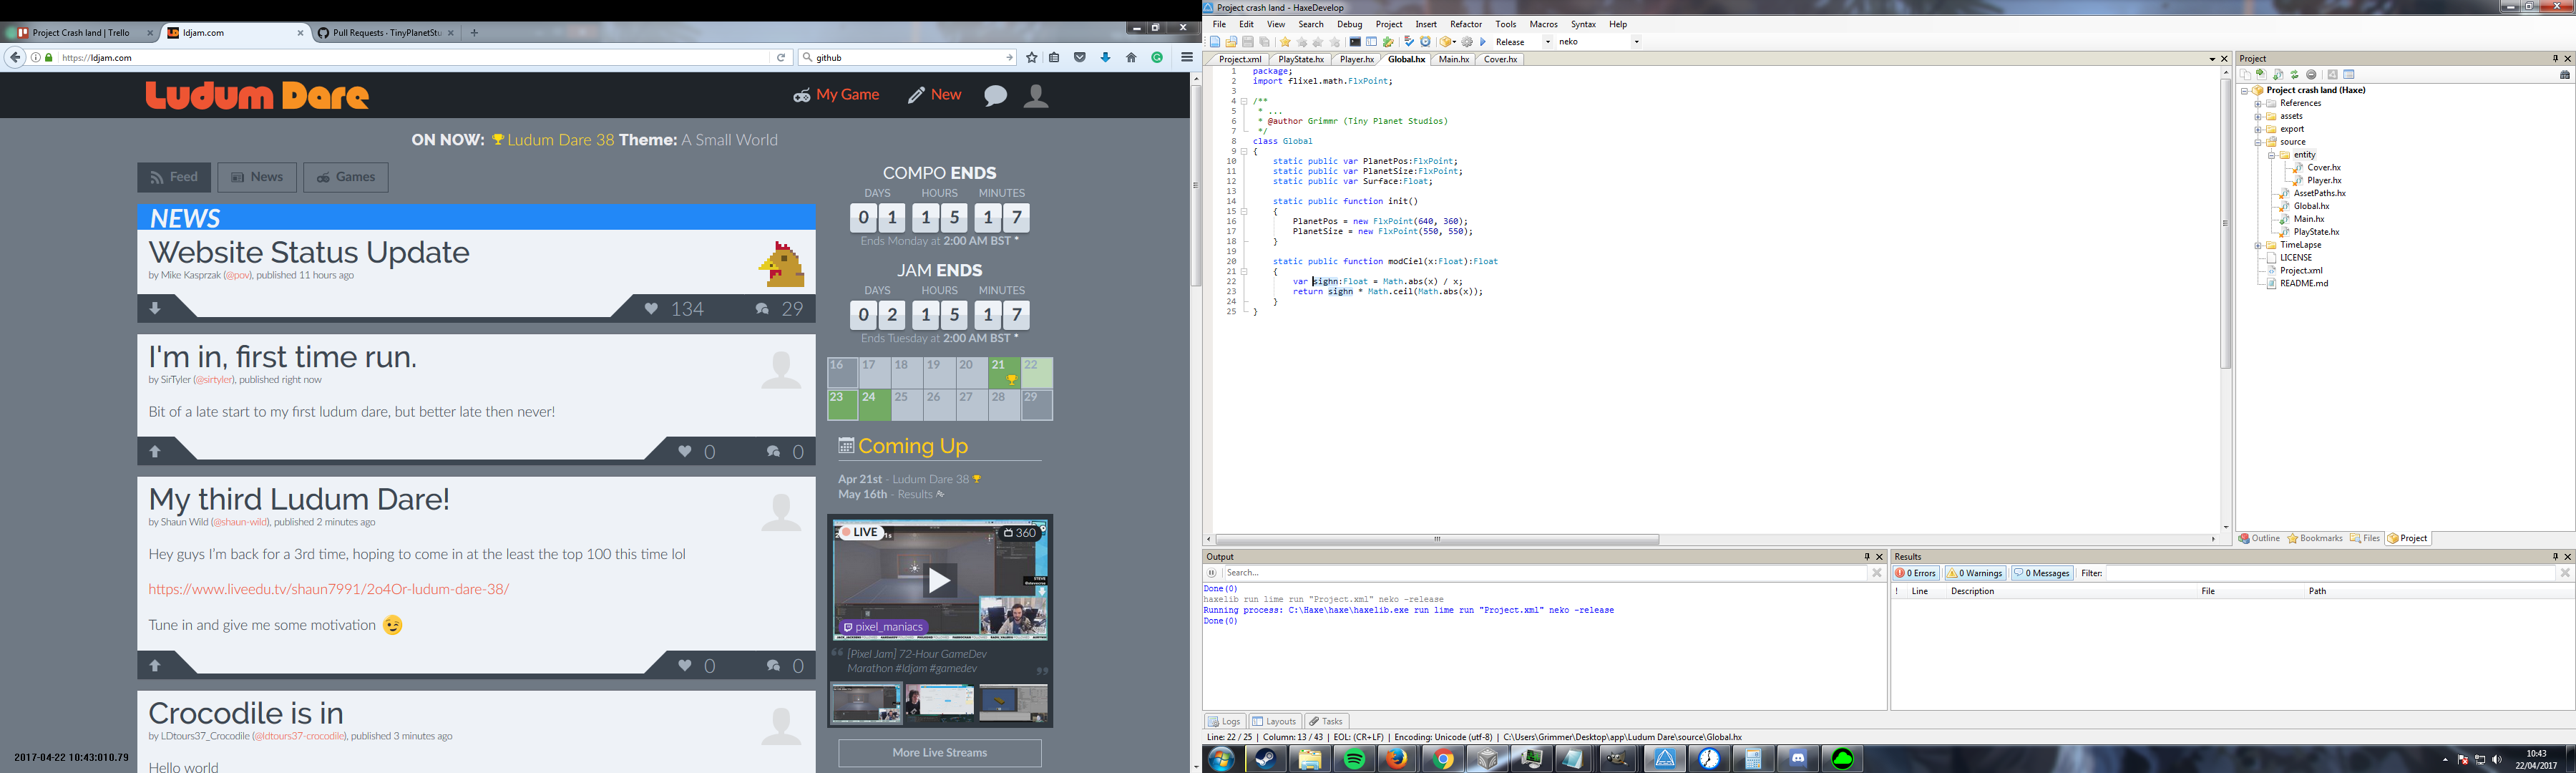 Project Crash land | Trello
ldjam.com
Pull Requests · TinyPlanetStu
https://ldjam.com
github
Ludum Dare
My Game
New
ON NOW: Ludum Dare 38 Theme: A Small World
Feed
News
Games
NEWS
Website Status Update
by Mike Kasprzak (@pov), published 11 hours ago
134
29
I'm in, first time run.
by SirTyler (@sirtyler), published right now
Bit of a late start to my first ludum dare, but better late then never!
0
0
My third Ludum Dare!
by Shaun Wild (@shaun-wild), published 2 minutes ago
Hey guys I'm back for a 3rd time, hoping to come in at the least the top 100 this time lol
https://www.liveedu.tv/shaun7991/2o4Or-ludum-dare-38/
Tune in and give me some motivation
0
0
Crocodile is in
by LDtours37_Crocodile (@ldtours37-crocodile), published 3 minutes ago
Hello world
2017-04-22 10:43:010.79
COMPO ENDS
DAYS HOURS MINUTES
0 1 1 5 1 7
Ends Monday at 2:00 AM BST *
JAM ENDS
DAYS HOURS MINUTES
0 2 1 5 1 7
Ends Tuesday at 2:00 AM BST *
16 17 18 19 20 21 22
23 24 25 26 27 28 29
Coming Up
Apr 21st - Ludum Dare 38
May 16th - Results
LIVE
360
pixel_maniacs
[Pixel Jam] 72-Hour GameDev
Marathon #ldjam #gamedev
More Live Streams
Project crash land - HaxeDevelop
File Edit View Search Debug Project Insert Refactor Tools Macros Syntax Help
Release
neko
Project.xml PlayState.hx Player.hx Global.hx Main.hx Cover.hx
1 package;
2 import flixel.math.FlxPoint;
3
4 /**
5 * ...
6 * @author Grimmr (Tiny Planet Studios)
7 */
8 class Global
9 {
10 static public var PlanetPos:FlxPoint;
11 static public var PlanetSize:FlxPoint;
12 static public var Surface:Float;
13
14 static public function init()
15 {
16 PlanetPos = new FlxPoint(640, 360);
17 PlanetSize = new FlxPoint(550, 550);
18 }
19
20 static public function modCiel(x:Float):Float
21 {
22 var sighn:Float = Math.abs(x) / x;
23 return sighn * Math.ceil(Math.abs(x));
24 }
25 }
Project
Project crash land (Haxe)
References
assets
export
source
entity
Cover.hx
Player.hx
AssetPaths.hx
Global.hx
Main.hx
PlayState.hx
TimeLapse
LICENSE
Project.xml
README.md
Outline Bookmarks Files Project
Output
Search...
Done(0)
haxelib run lime run "Project.xml" neko -release
Running process: C:\Haxe\haxe\haxelib.exe run lime run "Project.xml" neko -release
Done(0)
Results
0 Errors 0 Warnings 0 Messages Filter:
! Line Description File Path
Logs Layouts Tasks
Line: 22 / 25 | Column: 13 / 43 | EOL: (CR+LF) | Encoding: Unicode (utf-8) | C:\Users\Grimmer\Desktop\app\Ludum Dare\source\Global.hx
10:43
22/04/2017